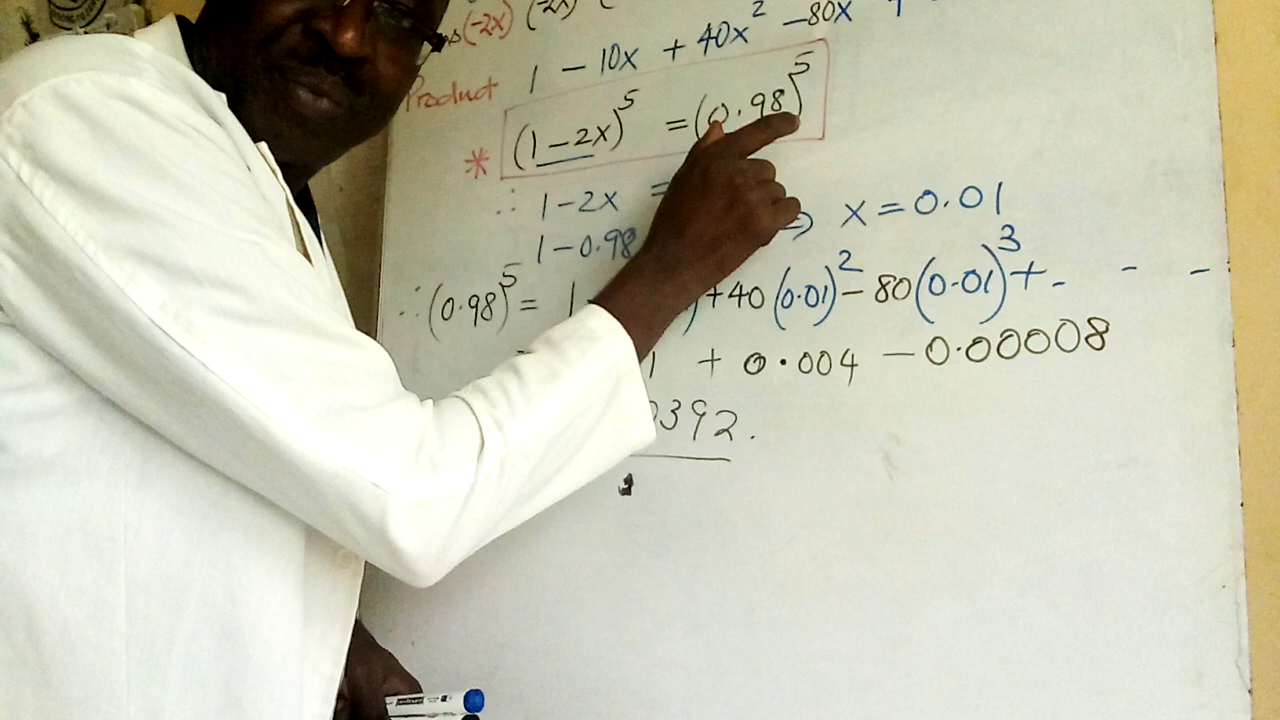 (-2x) (-2x) (
Product 1 - 10x + 40x² - 80x
* (1-2x)⁵ = (0.98)⁵
∴ 1-2x = ⇒ x = 0.01
1 - 0.98
∴ (0.98)⁵ = 1 ) + 40(0.01)² - 80(0.01)³ + - - -
1 + 0.004 - 0.00008
392.